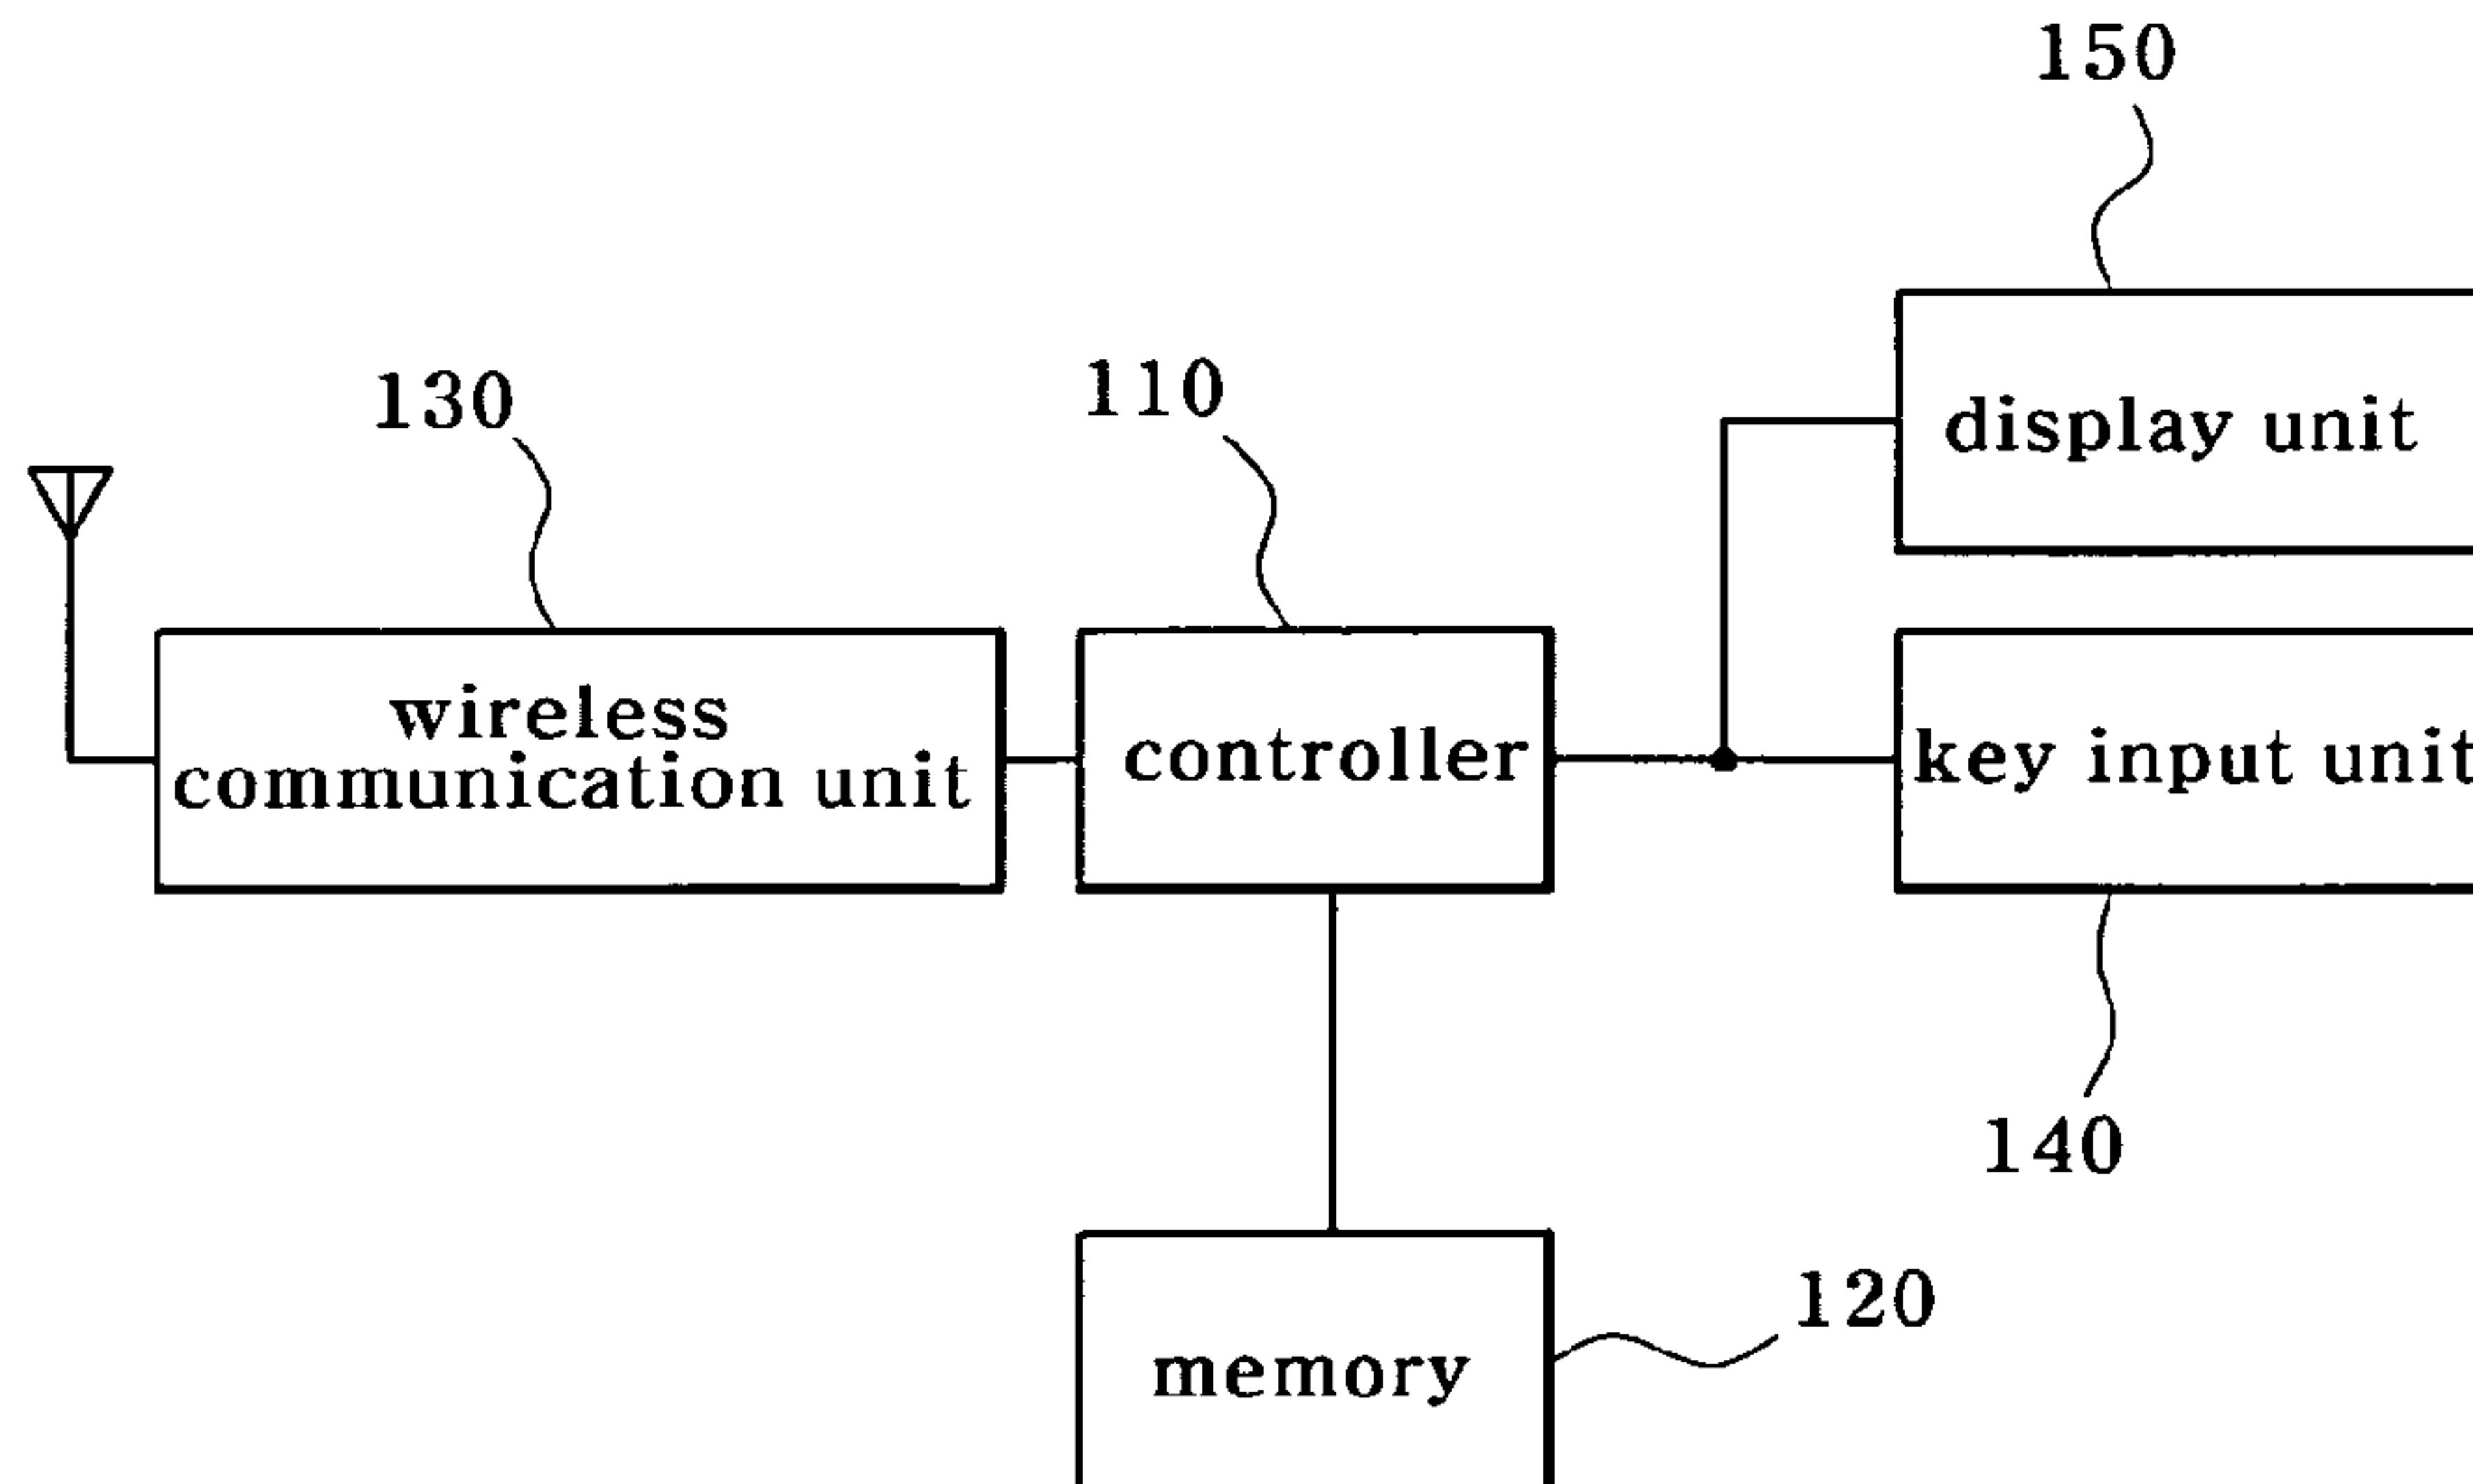 150
130
110
display unit
wireless
communication unit
controller
key input unit
140
120
memory